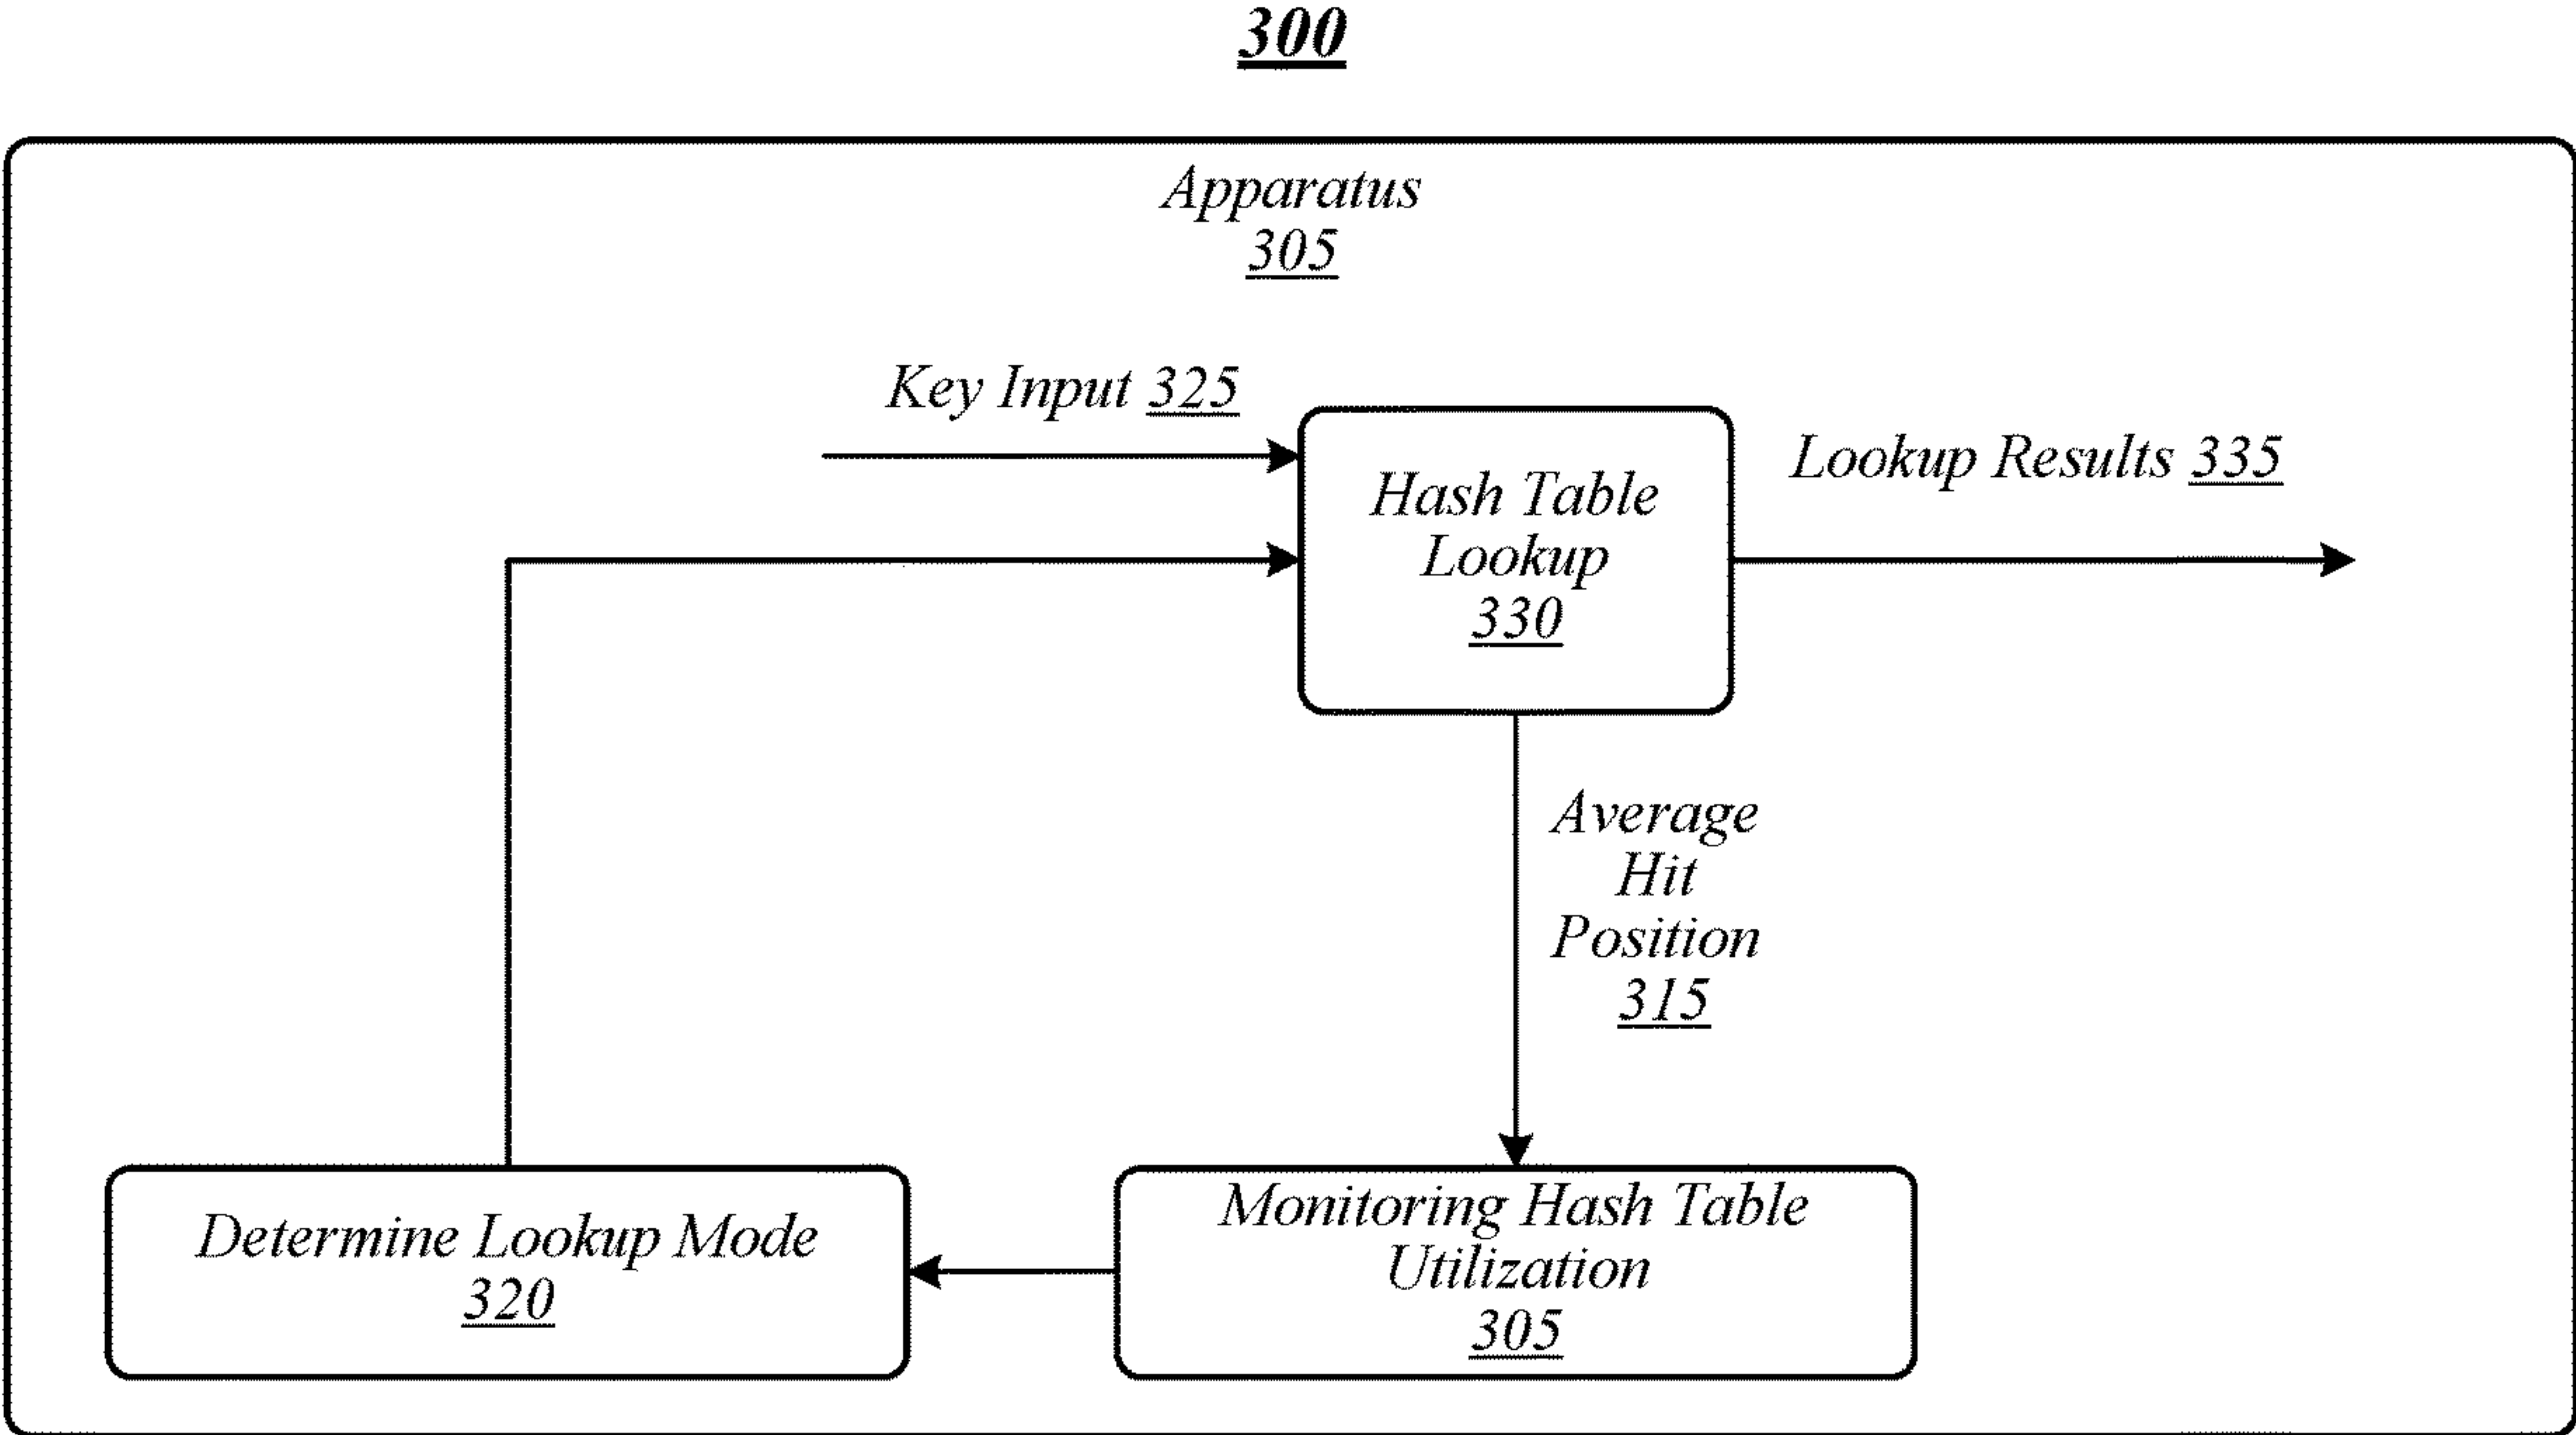 300
Apparatus
305
Key Input 325
Hash Table
Lookup
330
Lookup Results 335
Average
Hit
Position
315
Determine Lookup Mode
320
Monitoring Hash Table
Utilization
305